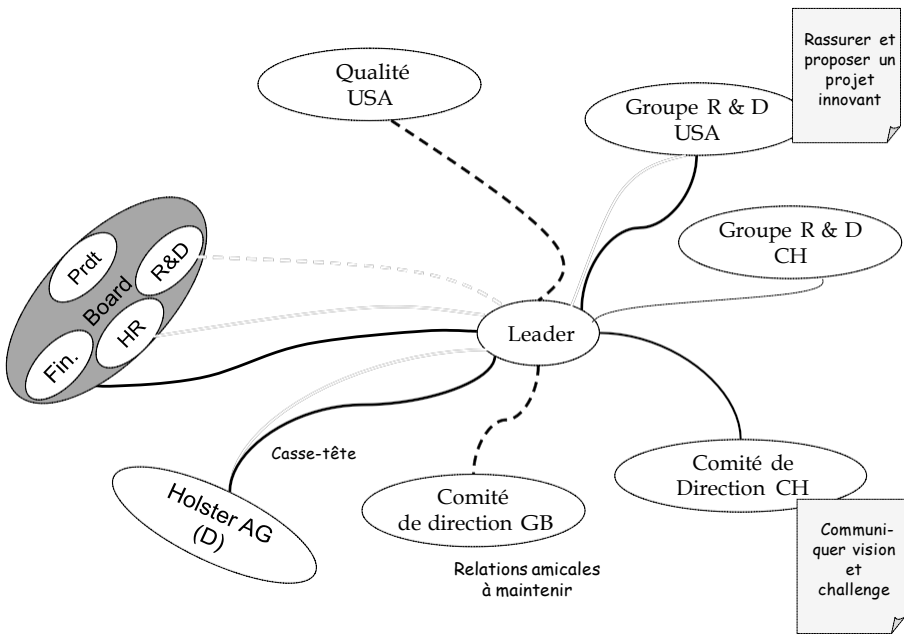 Rassurer et
proposer un
projet
innovant
Qualité
USA
Groupe R & D
USA
Groupe R & D
CH
Prdt
R&D
Board
HR
Fin.
Leader
Casse-tête
Holster AG
(D)
Comité
de direction GB
Relations amicales
à maintenir
Comité de
Direction CH
Communi-
quer vision
et
challenge